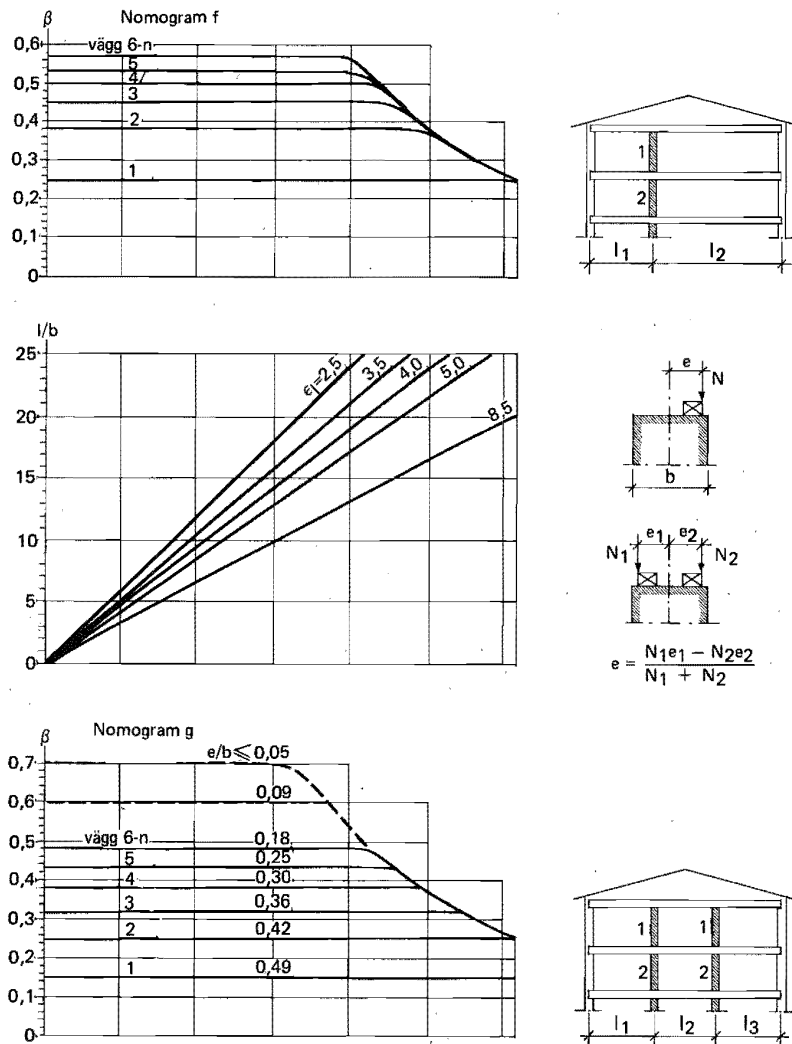 β Nomogram f
0,6
vägg 6-n
5
4
0,5
3
0,4
2
0,3
1
0,2
0,1
0
1
2
l1 l2
l/b
25
20
15
10
5
0
ϵl=2,5
3,5
4,0
5,0
8,5
e
N
b
e1 e2
N1 N2
e = N1e1 − N2e2
N1 + N2
β Nomogram g
e/b≤0,05
0,7
0,6
0,09
0,5
vägg 6-n 0,18
5 0,25
0,4
4 0,30
0,3
3 0,36
2 0,42
0,2
1 0,49
0,1
0
1 1
2 2
l1 l2 l3